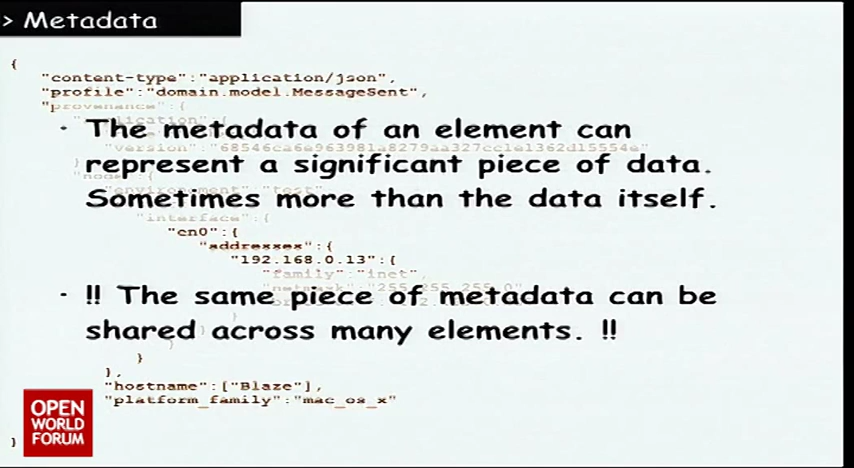 > Metadata
{
"content-type":"application/json",
"profile":"domain.model.MessageSent",
"provenance":{
• The metadata of an element can
"version":
represent a significant piece of data.
Sometimes more than the data itself.
"interface":{
"en0":{
"addresses":{
"192.168.0.13":{
"family":"inet",
• !! The same piece of metadata can be
shared across many elements. !!
}
},
"hostname":["Blaze"],
"platform_family":"mac_os_x"
}
OPEN
WORLD
FORUM